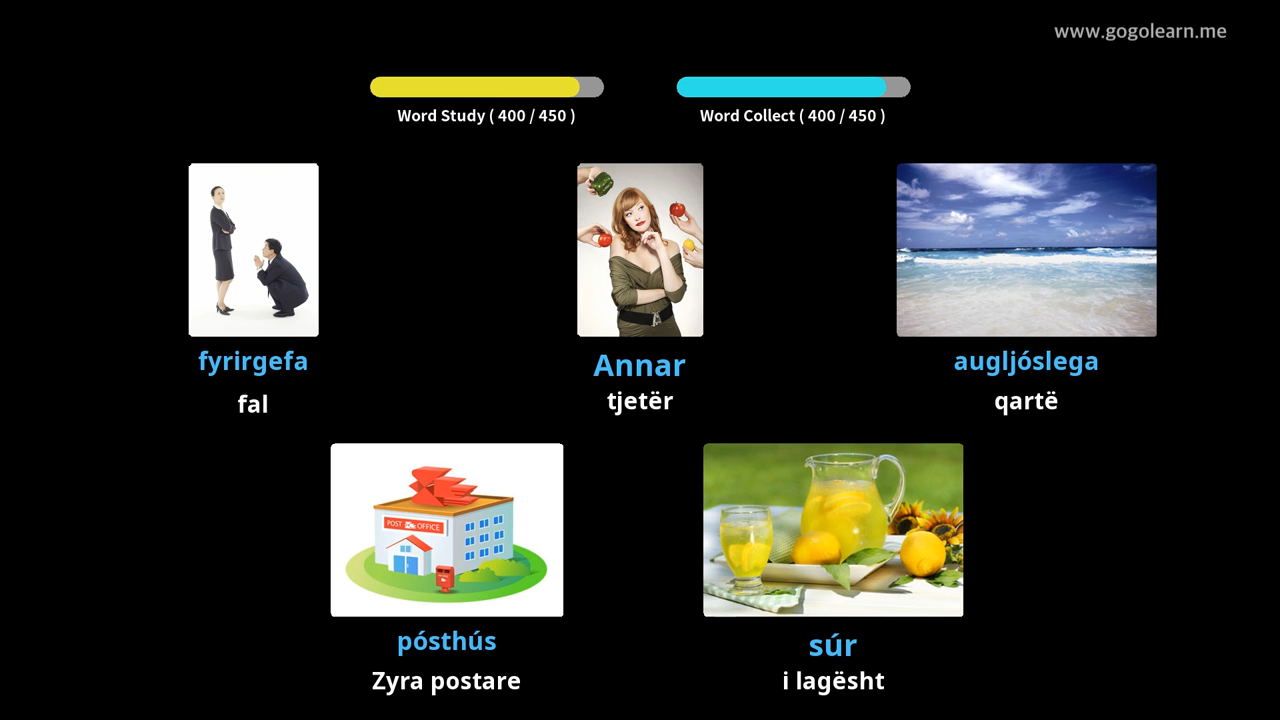 www.gogolearn.me
Word Study ( 400 / 450 )
Word Collect ( 400 / 450 )
fyrirgefa
fal
Annar
tjetër
augljóslega
qartë
POST OFFICE
pósthús
Zyra postare
súr
i lagësht